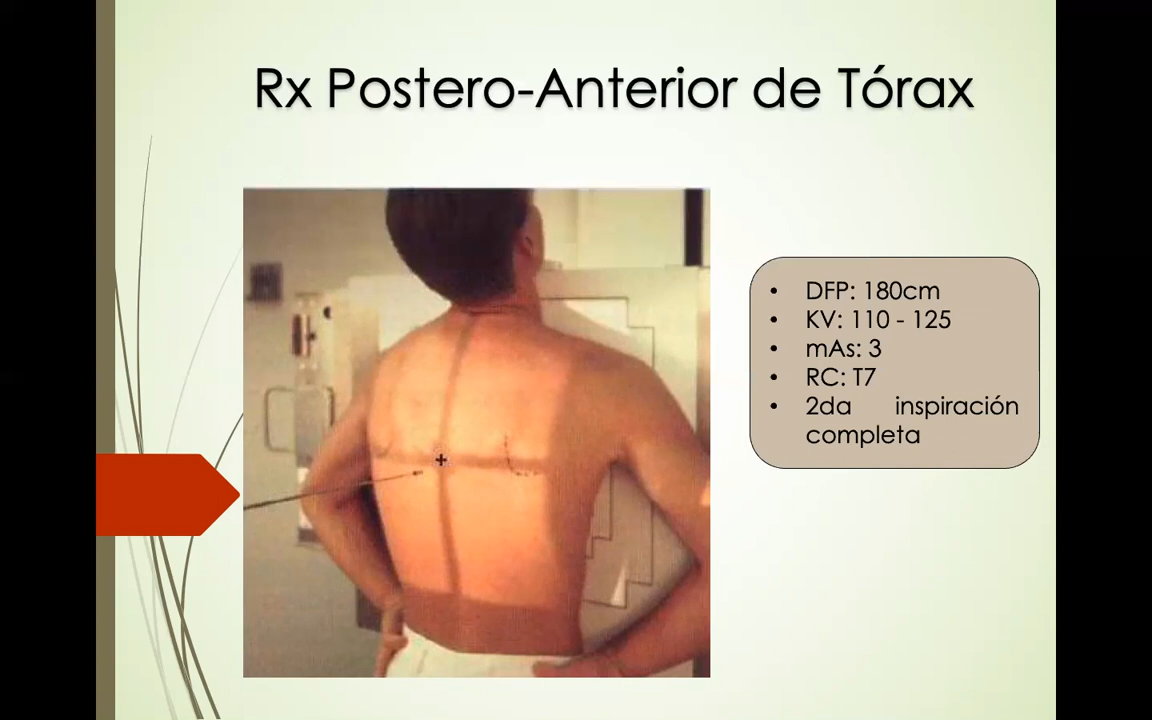 Rx Postero-Anterior de Tórax
• DFP: 180cm
• KV: 110 - 125
• mAs: 3
• RC: T7
• 2da inspiración
completa